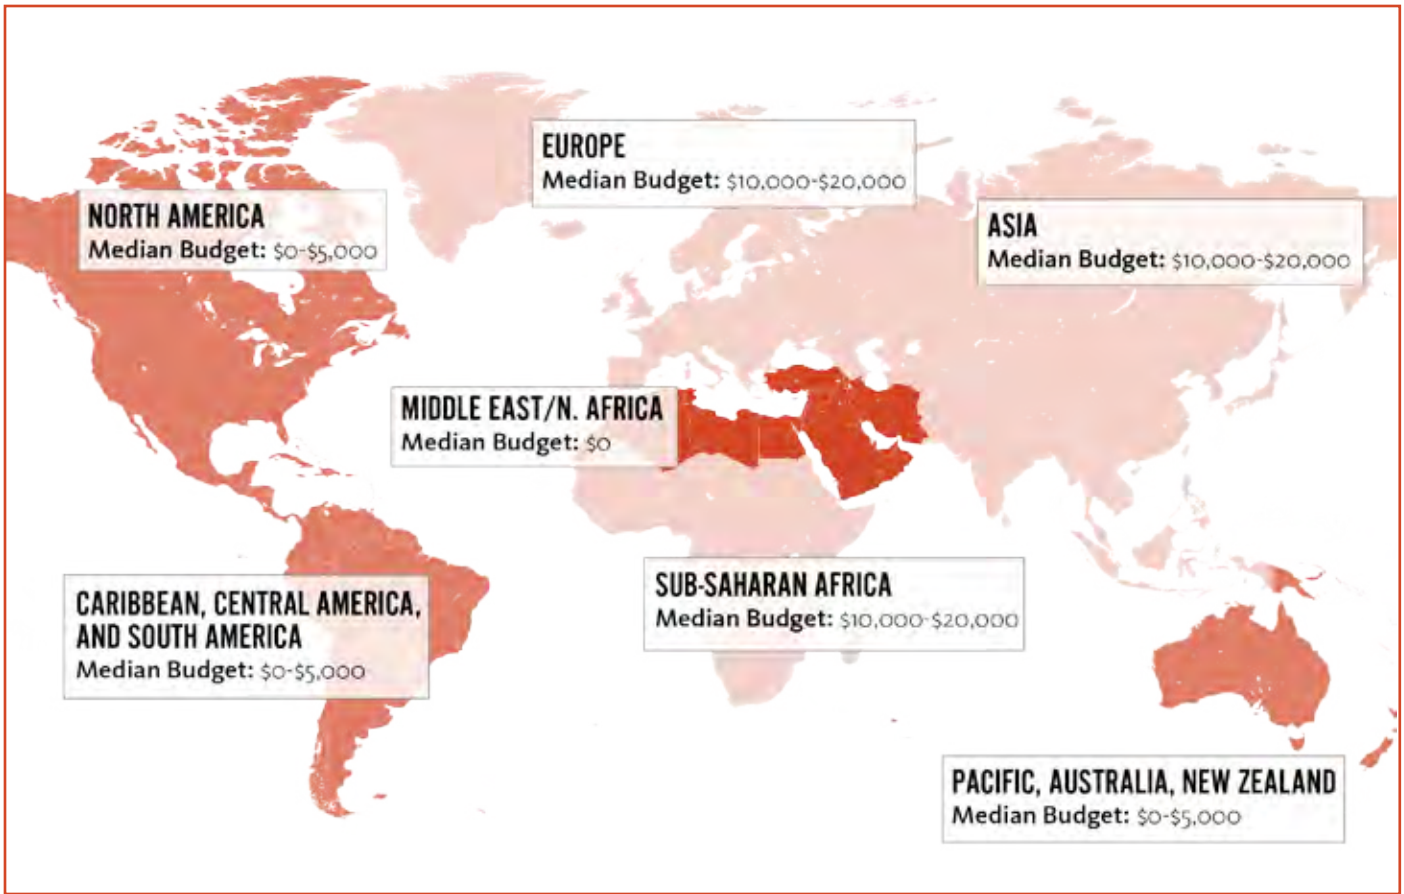 EUROPE
Median Budget: $10,000-$20,000
NORTH AMERICA
Median Budget: $0-$5,000
ASIA
Median Budget: $10,000-$20,000
MIDDLE EAST/N. AFRICA
Median Budget: $0
SUB-SAHARAN AFRICA
Median Budget: $10,000-$20,000
CARIBBEAN, CENTRAL AMERICA,
AND SOUTH AMERICA
Median Budget: $0-$5,000
PACIFIC, AUSTRALIA, NEW ZEALAND
Median Budget: $0-$5,000